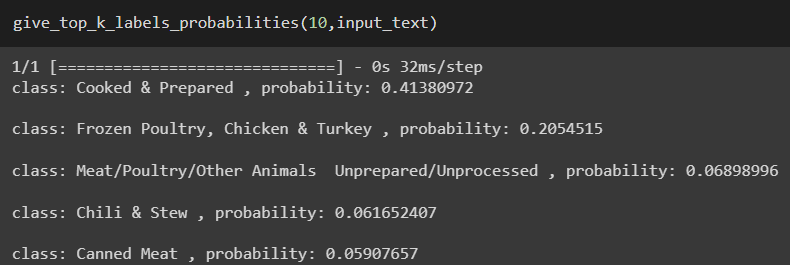 give_top_k_labels_probabilities(10,input_text)
1/1 [==============================] - 0s 32ms/step
class: Cooked & Prepared , probability: 0.41380972
class: Frozen Poultry, Chicken & Turkey , probability: 0.2054515
class: Meat/Poultry/Other Animals  Unprepared/Unprocessed , probability: 0.06898996
class: Chili & Stew , probability: 0.061652407
class: Canned Meat , probability: 0.05907657